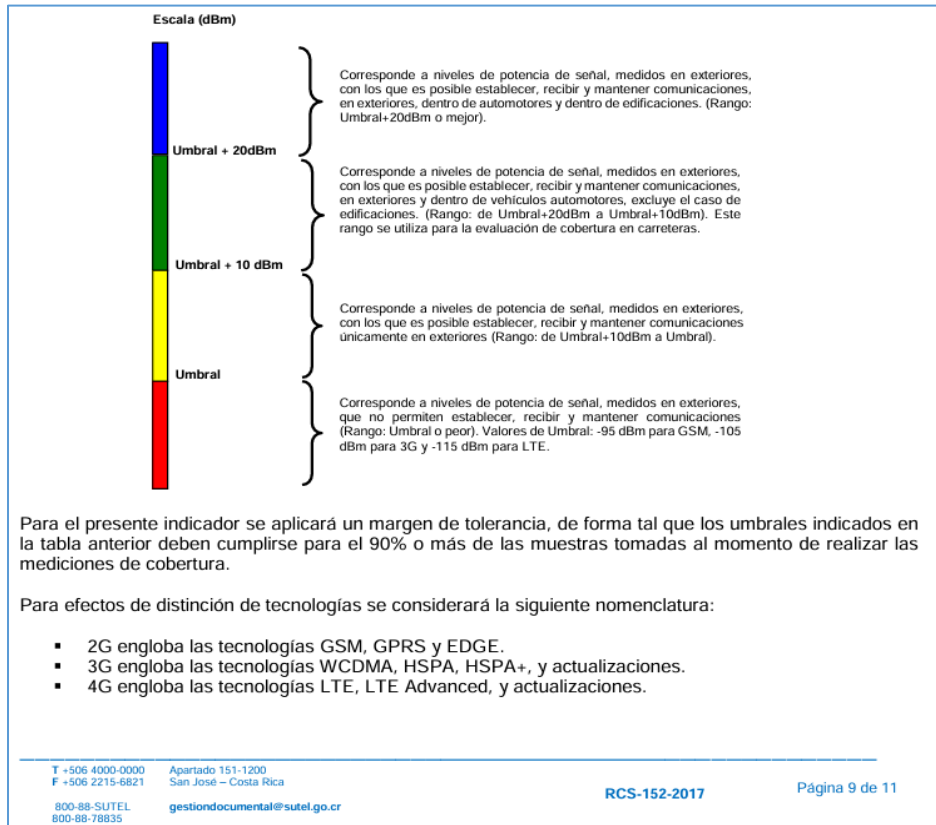 Escala (dBm)
Corresponde a niveles de potencia de señal, medidos en exteriores,
con los que es posible establecer, recibir y mantener comunicaciones,
en exteriores, dentro de automotores y dentro de edificaciones. (Rango:
Umbral+20dBm o mejor).
Umbral + 20dBm
Corresponde a niveles de potencia de señal, medidos en exteriores,
con los que es posible establecer, recibir y mantener comunicaciones,
en exteriores y dentro de vehículos automotores, excluye el caso de
edificaciones. (Rango: de Umbral+20dBm a Umbral+10dBm). Este
rango se utiliza para la evaluación de cobertura en carreteras.
Umbral + 10 dBm
Corresponde a niveles de potencia de señal, medidos en exteriores,
con los que es posible establecer, recibir y mantener comunicaciones
únicamente en exteriores (Rango: de Umbral+10dBm a Umbral).
Umbral
Corresponde a niveles de potencia de señal, medidos en exteriores,
que no permiten establecer, recibir y mantener comunicaciones
(Rango: Umbral o peor). Valores de Umbral: -95 dBm para GSM, -105
dBm para 3G y -115 dBm para LTE.
Para el presente indicador se aplicará un margen de tolerancia, de forma tal que los umbrales indicados en
la tabla anterior deben cumplirse para el 90% o más de las muestras tomadas al momento de realizar las
mediciones de cobertura.
Para efectos de distinción de tecnologías se considerará la siguiente nomenclatura:
▪ 2G engloba las tecnologías GSM, GPRS y EDGE.
▪ 3G engloba las tecnologías WCDMA, HSPA, HSPA+, y actualizaciones.
▪ 4G engloba las tecnologías LTE, LTE Advanced, y actualizaciones.
T +506 4000-0000 Apartado 151-1200
F +506 2215-6821 San José – Costa Rica
800-88-SUTEL gestiondocumental@sutel.go.cr
800-88-78835
RCS-152-2017
Página 9 de 11